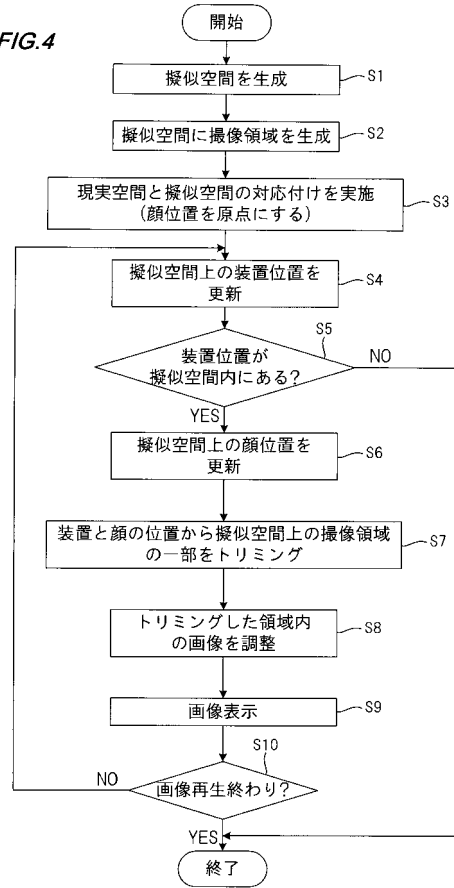 FIG.4
開始
擬似空間を生成
S1
擬似空間に撮像領域を生成
S2
現実空間と擬似空間の対応付けを実施
(顔位置を原点にする)
S3
擬似空間上の装置位置を
更新
S4
S5
装置位置が
擬似空間内にある?
NO
YES
擬似空間上の顔位置を
更新
S6
装置と顔の位置から擬似空間上の撮像領域
の一部をトリミング
S7
トリミングした領域内
の画像を調整
S8
画像表示
S9
S10
NO
画像再生終わり?
YES
終了